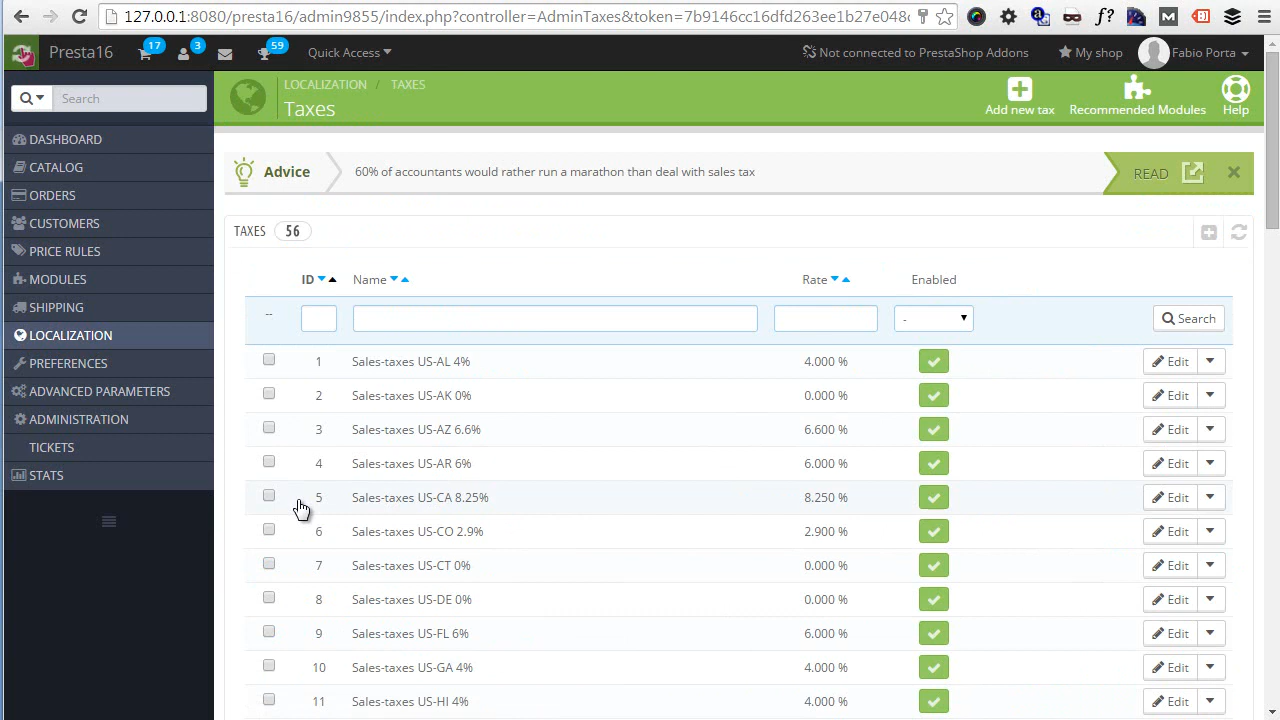 127.0.0.1:8080/presta16/admin9855/index.php?controller=AdminTaxes&token=7b9146cc16dfd263ee1b27e048
Presta16 17 3 59 Quick Access Not connected to PrestaShop Addons My shop Fabio Porta
Search
LOCALIZATION / TAXES
Taxes
Add new tax Recommended Modules Help
DASHBOARD
CATALOG
ORDERS
CUSTOMERS
PRICE RULES
MODULES
SHIPPING
LOCALIZATION
PREFERENCES
ADVANCED PARAMETERS
ADMINISTRATION
TICKETS
STATS
Advice 60% of accountants would rather run a marathon than deal with sales tax READ
TAXES 56
ID Name Rate Enabled
-- - Search
1 Sales-taxes US-AL 4% 4.000 % Edit
2 Sales-taxes US-AK 0% 0.000 % Edit
3 Sales-taxes US-AZ 6.6% 6.600 % Edit
4 Sales-taxes US-AR 6% 6.000 % Edit
5 Sales-taxes US-CA 8.25% 8.250 % Edit
6 Sales-taxes US-CO 2.9% 2.900 % Edit
7 Sales-taxes US-CT 0% 0.000 % Edit
8 Sales-taxes US-DE 0% 0.000 % Edit
9 Sales-taxes US-FL 6% 6.000 % Edit
10 Sales-taxes US-GA 4% 4.000 % Edit
11 Sales-taxes US-HI 4% 4.000 % Edit